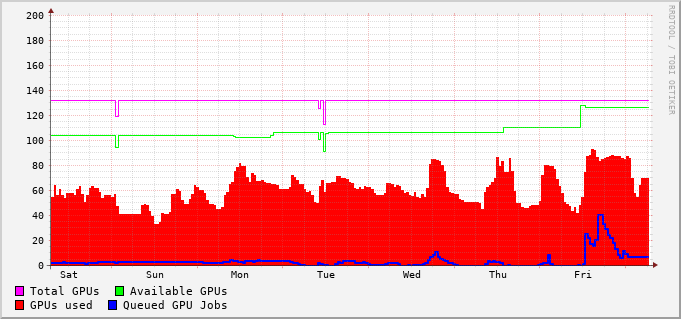 200
180
160
140
120
100
80
60
40
20
0
Sat Sun Mon Tue Wed Thu Fri
Total GPUs Available GPUs
GPUs used Queued GPU Jobs
RRDTOOL / TOBI OETIKER